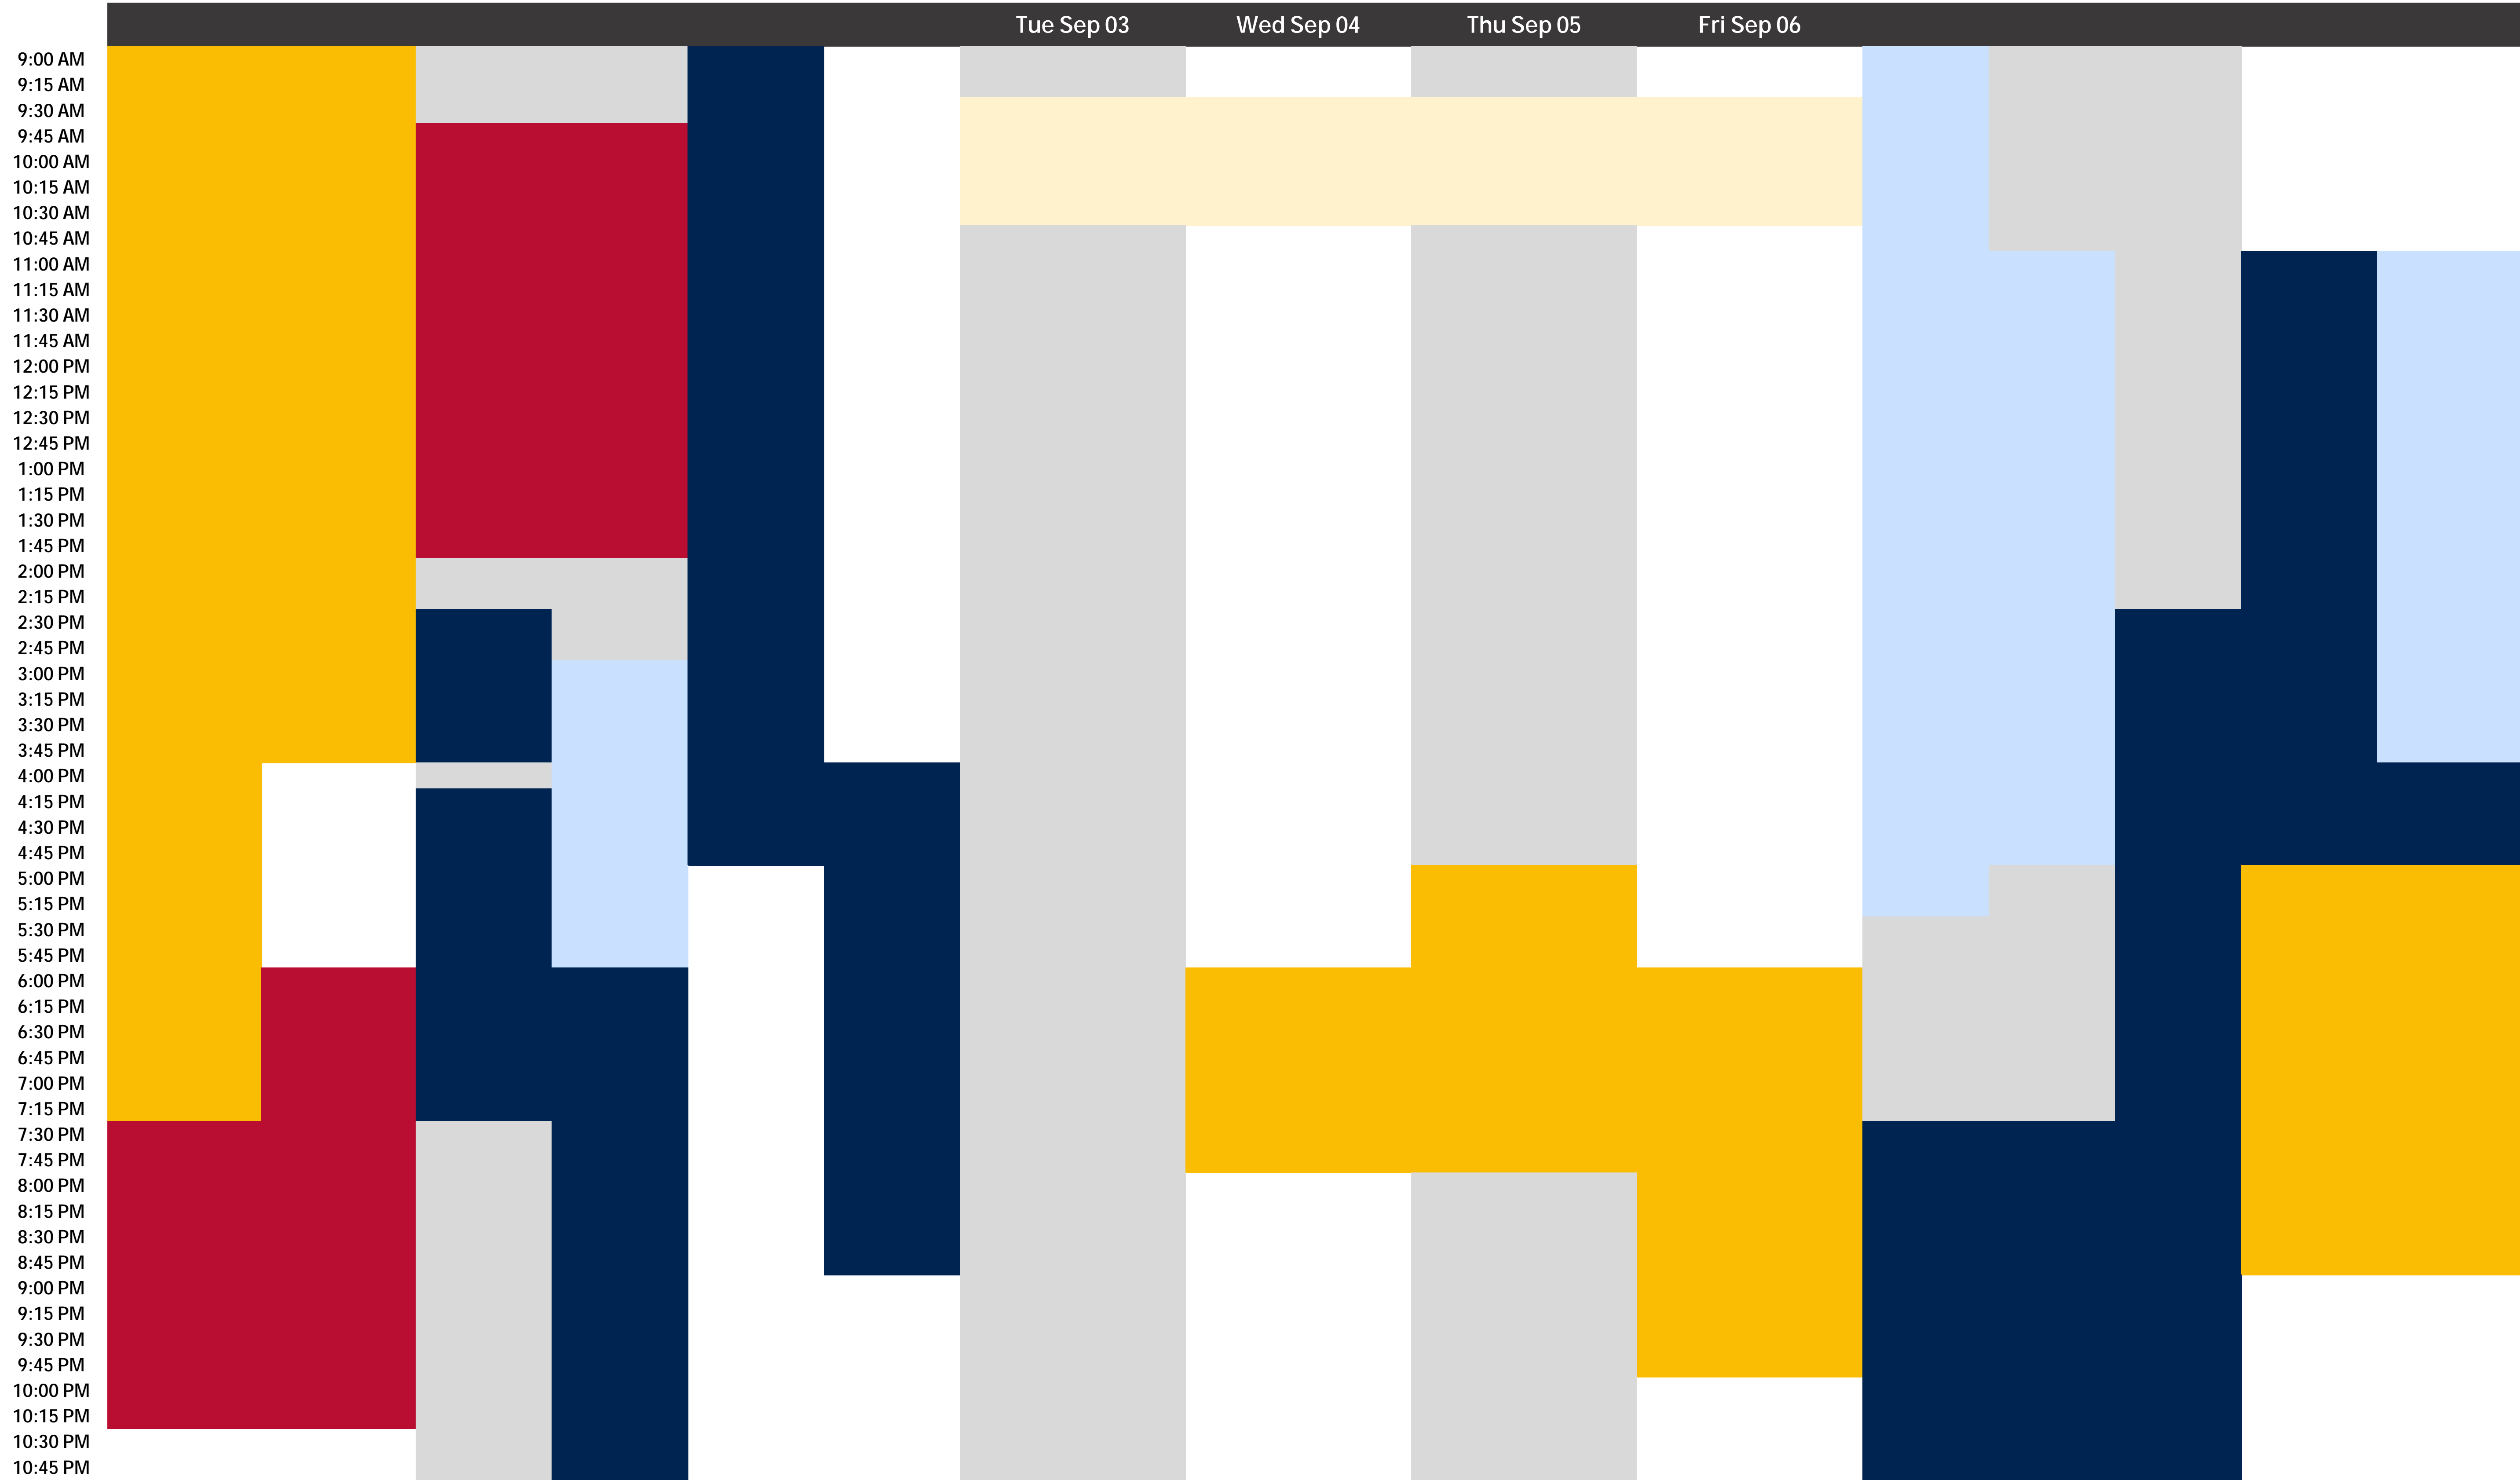 Tue Sep 03 Wed Sep 04 Thu Sep 05 Fri Sep 06
9:00 AM
9:15 AM
9:30 AM
9:45 AM
10:00 AM
10:15 AM
10:30 AM
10:45 AM
11:00 AM
11:15 AM
11:30 AM
11:45 AM
12:00 PM
12:15 PM
12:30 PM
12:45 PM
1:00 PM
1:15 PM
1:30 PM
1:45 PM
2:00 PM
2:15 PM
2:30 PM
2:45 PM
3:00 PM
3:15 PM
3:30 PM
3:45 PM
4:00 PM
4:15 PM
4:30 PM
4:45 PM
5:00 PM
5:15 PM
5:30 PM
5:45 PM
6:00 PM
6:15 PM
6:30 PM
6:45 PM
7:00 PM
7:15 PM
7:30 PM
7:45 PM
8:00 PM
8:15 PM
8:30 PM
8:45 PM
9:00 PM
9:15 PM
9:30 PM
9:45 PM
10:00 PM
10:15 PM
10:30 PM
10:45 PM